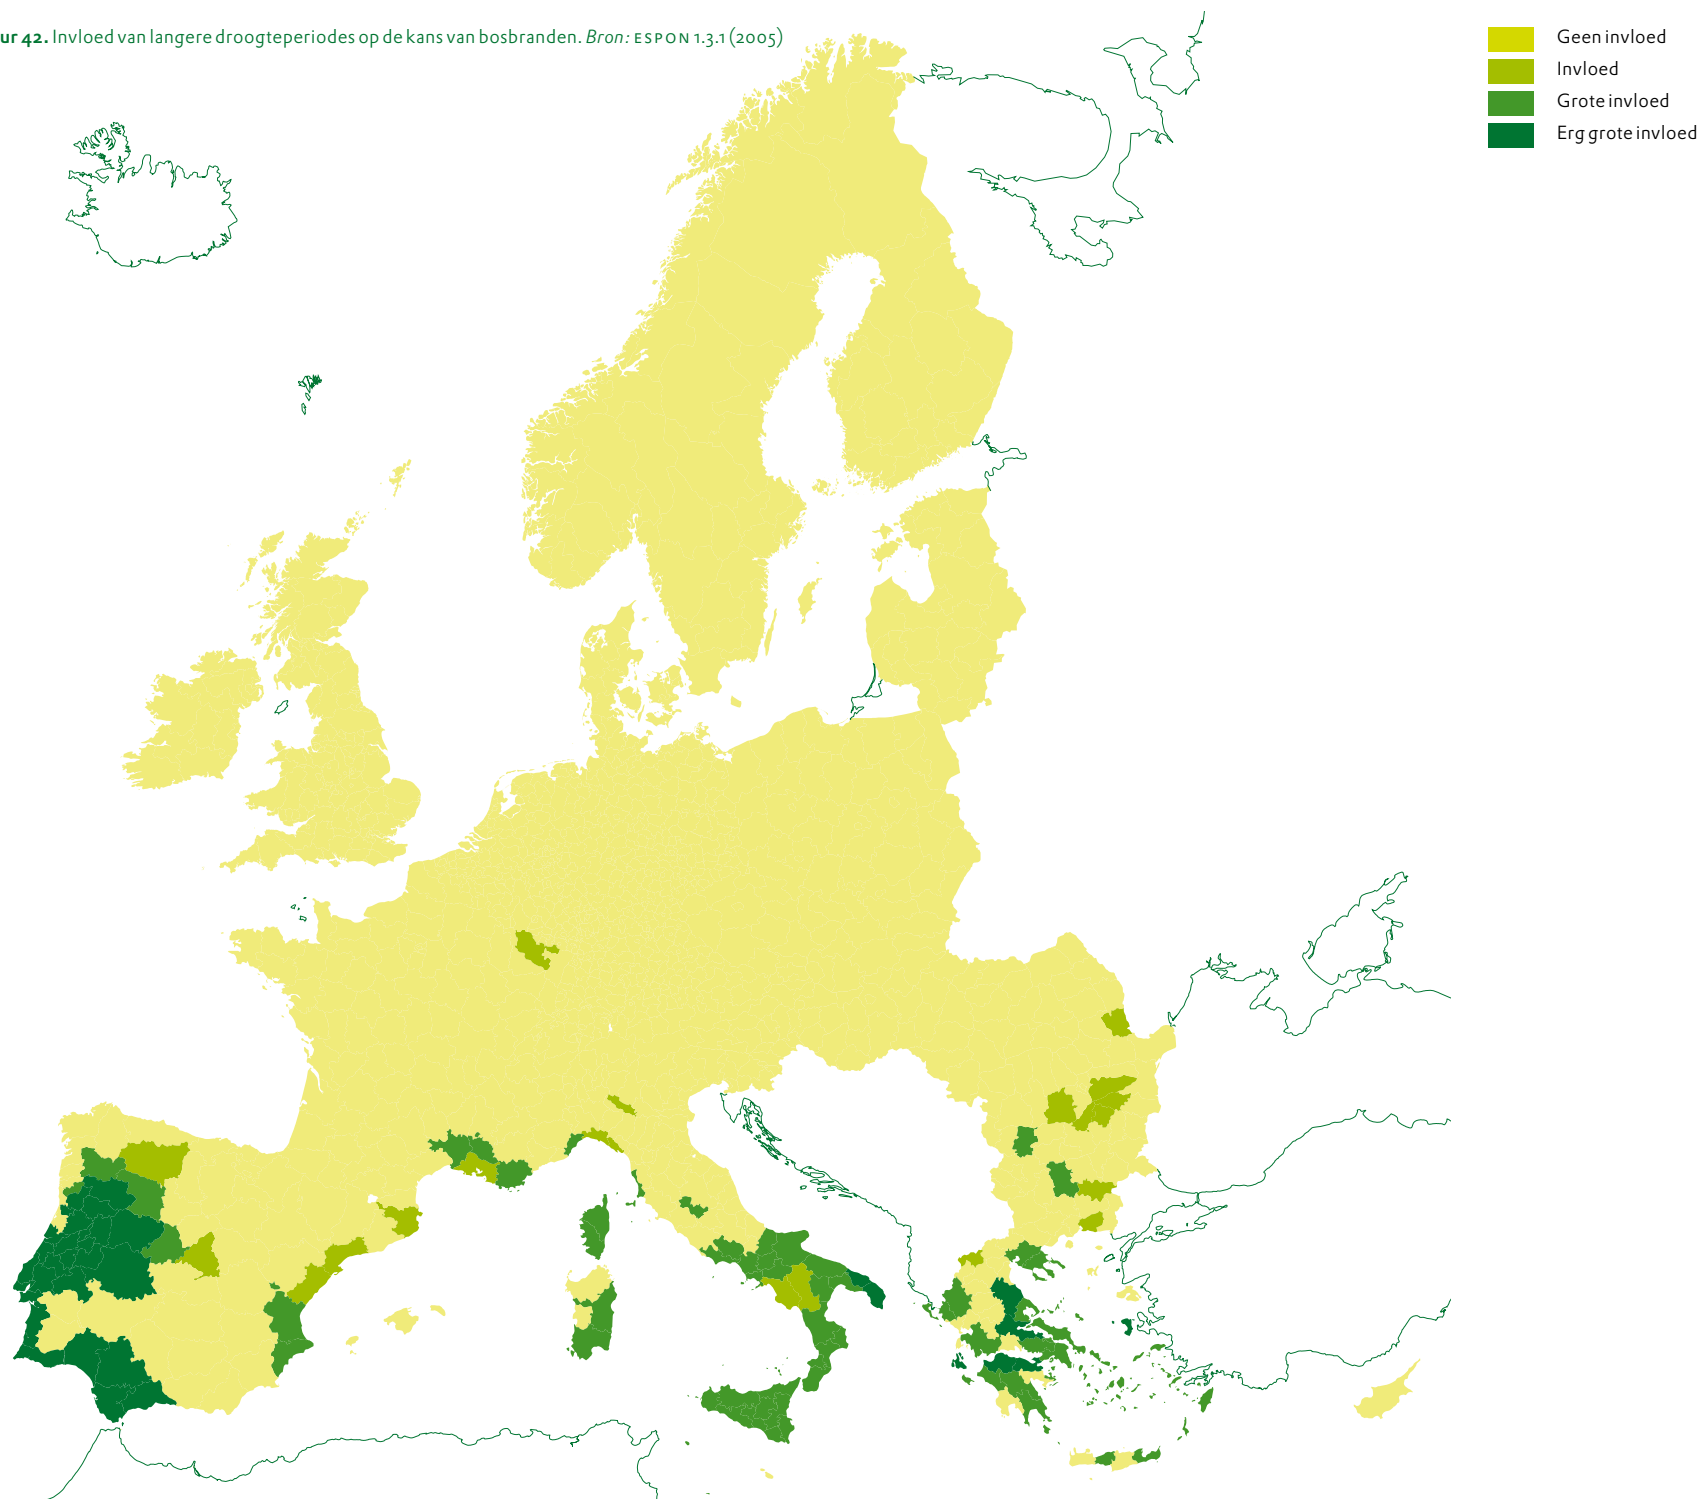 ur 42. Invloed van langere droogteperiodes op de kans van bosbranden. Bron: ESPON 1.3.1 (2005)
Geen invloed
Invloed
Grote invloed
Erg grote invloed